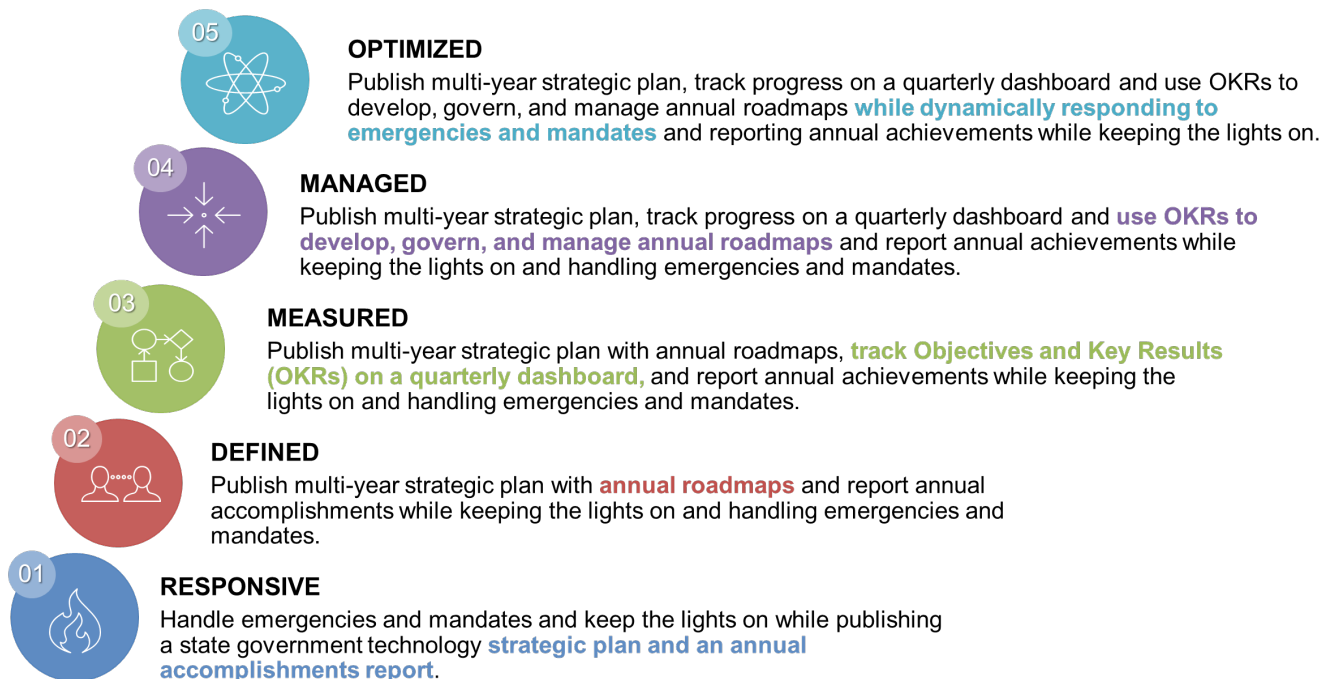 05
OPTIMIZED
Publish multi-year strategic plan, track progress on a quarterly dashboard and use OKRs to
develop, govern, and manage annual roadmaps while dynamically responding to
emergencies and mandates and reporting annual achievements while keeping the lights on.
04
MANAGED
Publish multi-year strategic plan, track progress on a quarterly dashboard and use OKRs to
develop, govern, and manage annual roadmaps and report annual achievements while
keeping the lights on and handling emergencies and mandates.
03
MEASURED
Publish multi-year strategic plan with annual roadmaps, track Objectives and Key Results
(OKRs) on a quarterly dashboard, and report annual achievements while keeping the
lights on and handling emergencies and mandates.
02
DEFINED
Publish multi-year strategic plan with annual roadmaps and report annual
accomplishments while keeping the lights on and handling emergencies and
mandates.
01
RESPONSIVE
Handle emergencies and mandates and keep the lights on while publishing
a state government technology strategic plan and an annual
accomplishments report.